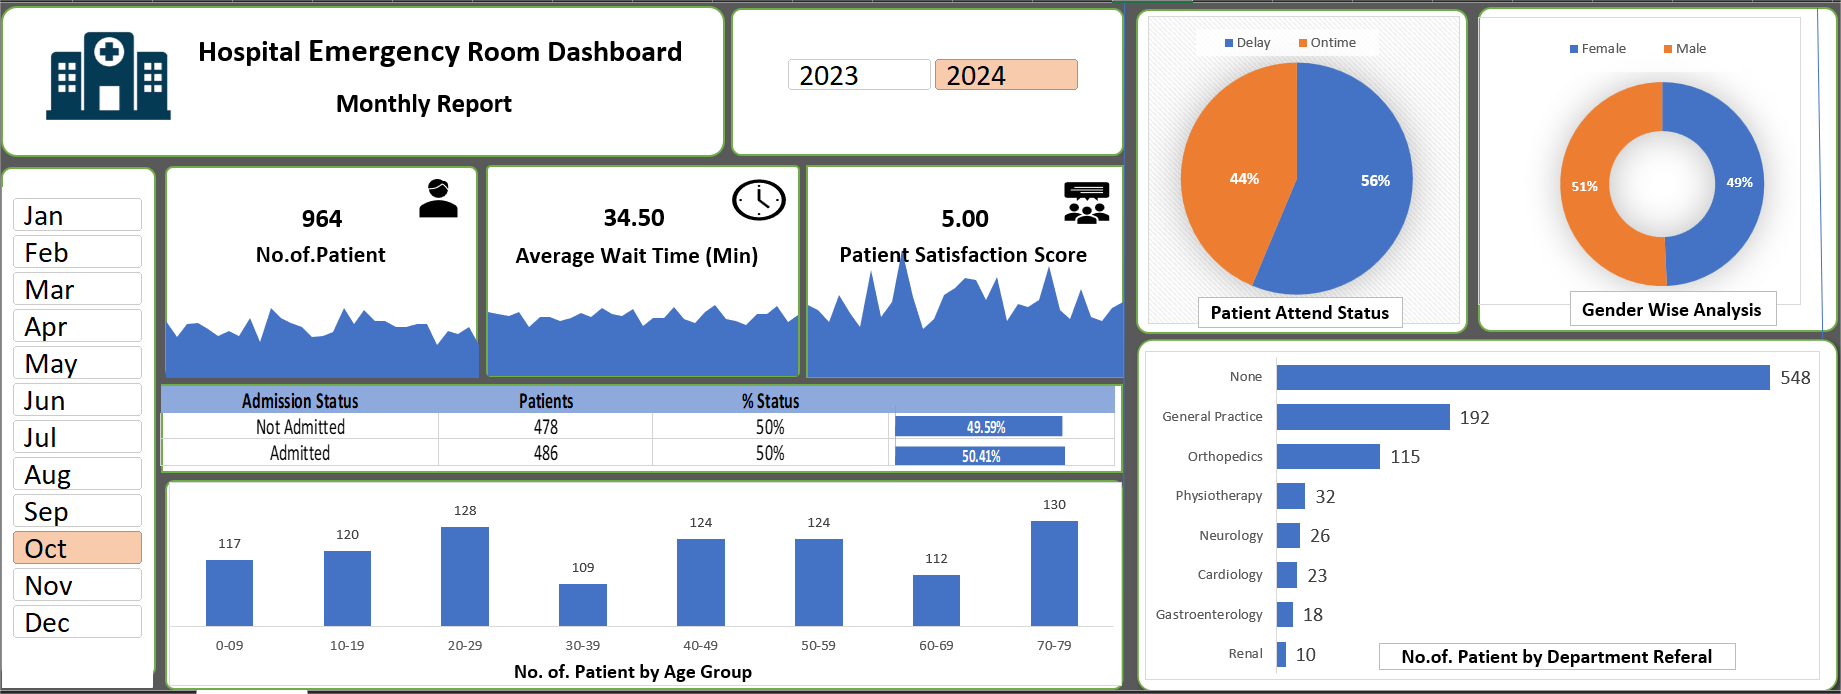 Hospital Emergency Room Dashboard
Monthly Report
2023
2024
Jan
Feb
Mar
Apr
May
Jun
Jul
Aug
Sep
Oct
Nov
Dec
964
No.of.Patient
34.50
Average Wait Time (Min)
5.00
Patient Satisfaction Score
Admission Status Patients % Status
Not Admitted 478 50% 49.59%
Admitted 486 50% 50.41%
117 120 128 109 124 124 112 130
0-09 10-19 20-29 30-39 40-49 50-59 60-69 70-79
No. of. Patient by Age Group
Delay Ontime
44% 56%
Patient Attend Status
Female Male
51% 49%
Gender Wise Analysis
None 548
General Practice 192
Orthopedics 115
Physiotherapy 32
Neurology 26
Cardiology 23
Gastroenterology 18
Renal 10
No.of. Patient by Department Referal